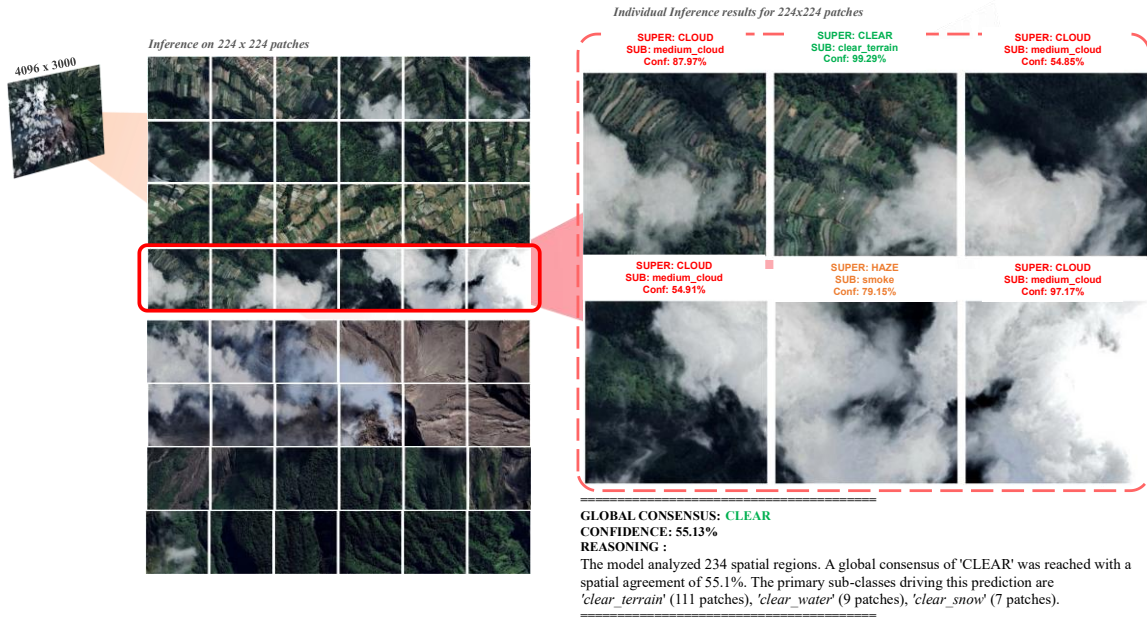 Individual Inference results for 224x224 patches
Inference on 224 x 224 patches
4096 x 3000
SUPER: CLOUD
SUB: medium_cloud
Conf: 87.97%
SUPER: CLEAR
SUB: clear_terrain
Conf: 99.29%
SUPER: CLOUD
SUB: medium_cloud
Conf: 54.85%
SUPER: CLOUD
SUB: medium_cloud
Conf: 54.91%
SUPER: HAZE
SUB: smoke
Conf: 79.15%
SUPER: CLOUD
SUB: medium_cloud
Conf: 97.17%
GLOBAL CONSENSUS: CLEAR
CONFIDENCE: 55.13%
REASONING :
The model analyzed 234 spatial regions. A global consensus of 'CLEAR' was reached with a
spatial agreement of 55.1%. The primary sub-classes driving this prediction are
'clear_terrain' (111 patches), 'clear_water' (9 patches), 'clear_snow' (7 patches).